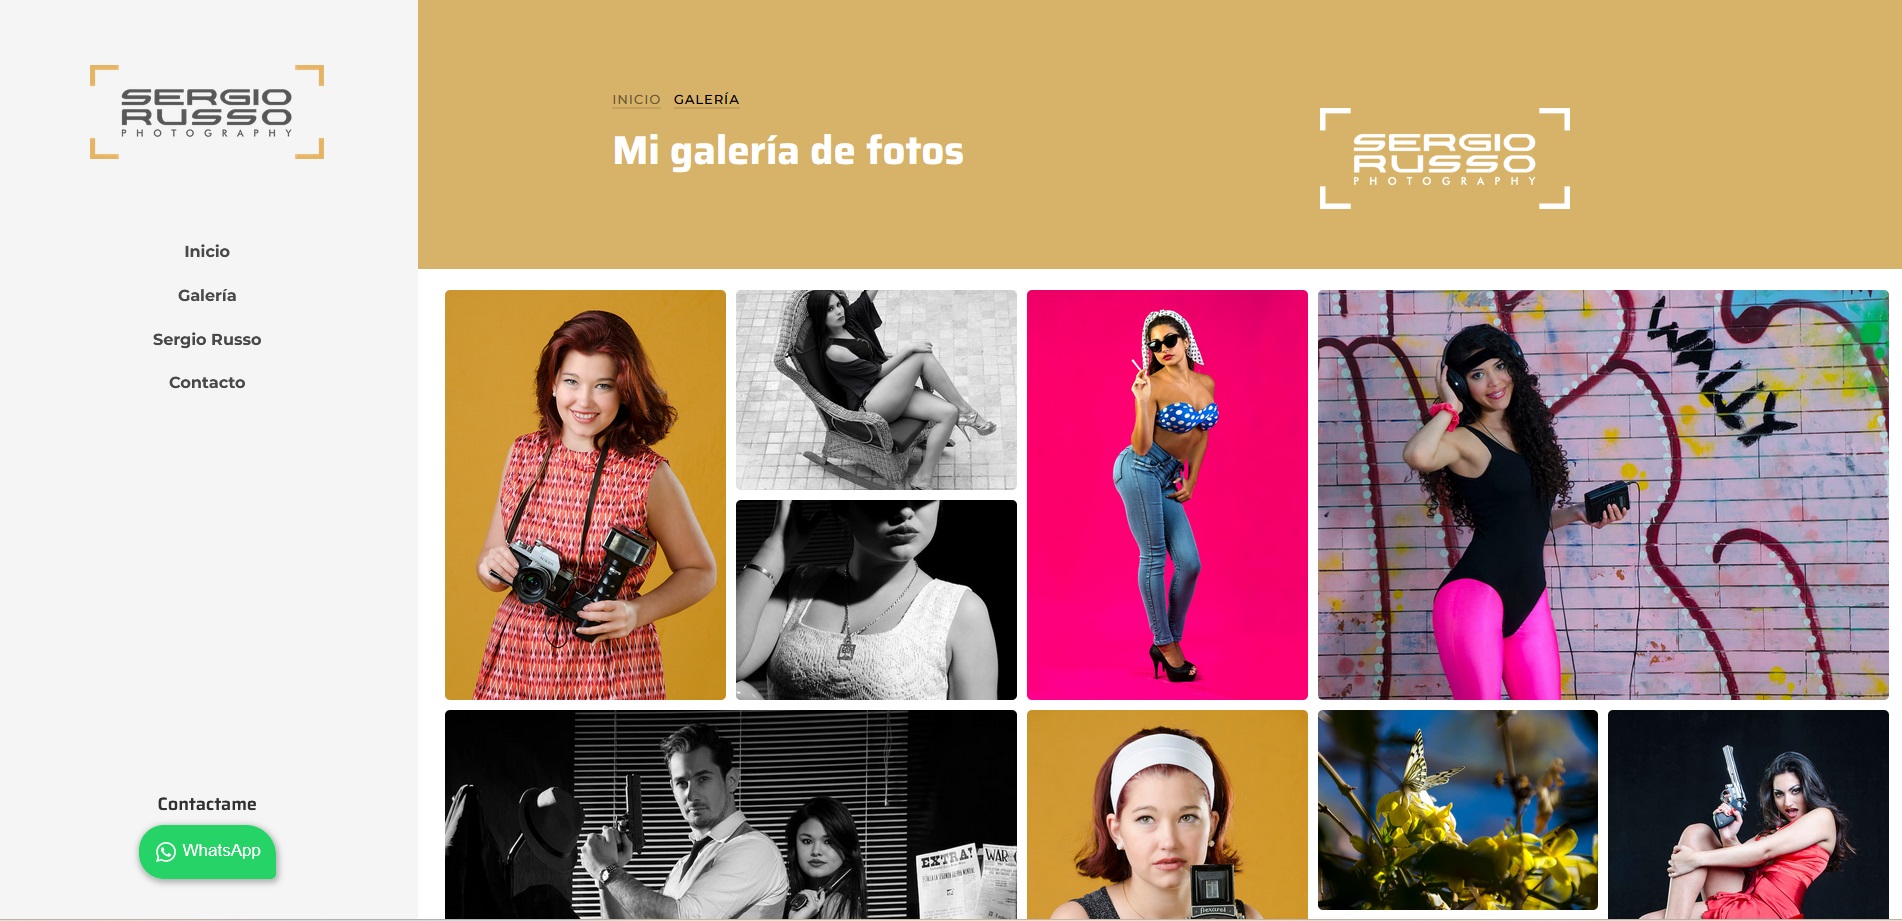 SERGIO
RUSSO
PHOTOGRAPHY
Inicio
Galería
Sergio Russo
Contacto
Contactame
WhatsApp
INICIO GALERÍA
Mi galería de fotos
SERGIO
RUSSO
PHOTOGRAPHY
EXTRA!
WAR
flexaret